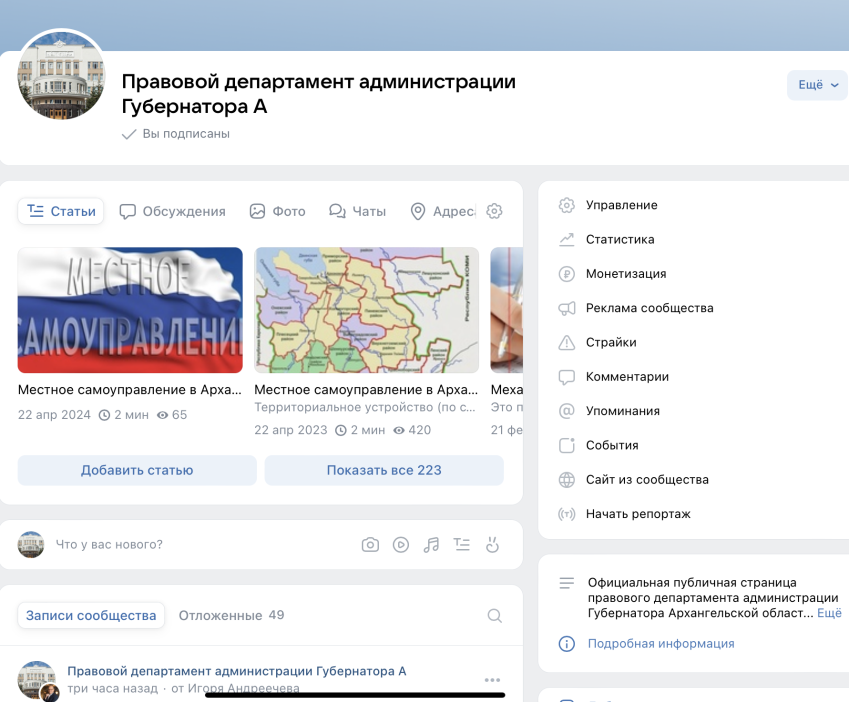 Правовой департамент администрации
Губернатора А
Вы подписаны
Ещё
Статьи
Обсуждения
Фото
Чаты
Адрес
МЕСТНОЕ
САМОУПРАВЛЕНИ
Республика КОМИ
Местное самоуправление в Арха...
22 апр 2024 2 мин 65
Местное самоуправление в Арха...
Территориальное устройство (по с...
22 апр 2023 2 мин 420
Меха
Это п
21 фе
Добавить статью
Показать все 223
Что у вас нового?
Записи сообщества
Отложенные 49
Правовой департамент администрации Губернатора А
три часа назад · от Игоря Андреечева
Управление
Статистика
Монетизация
Реклама сообщества
Страйки
Комментарии
Упоминания
События
Сайт из сообщества
Начать репортаж
Официальная публичная страница
правового департамента администрации
Губернатора Архангельской област... Ещё
Подробная информация